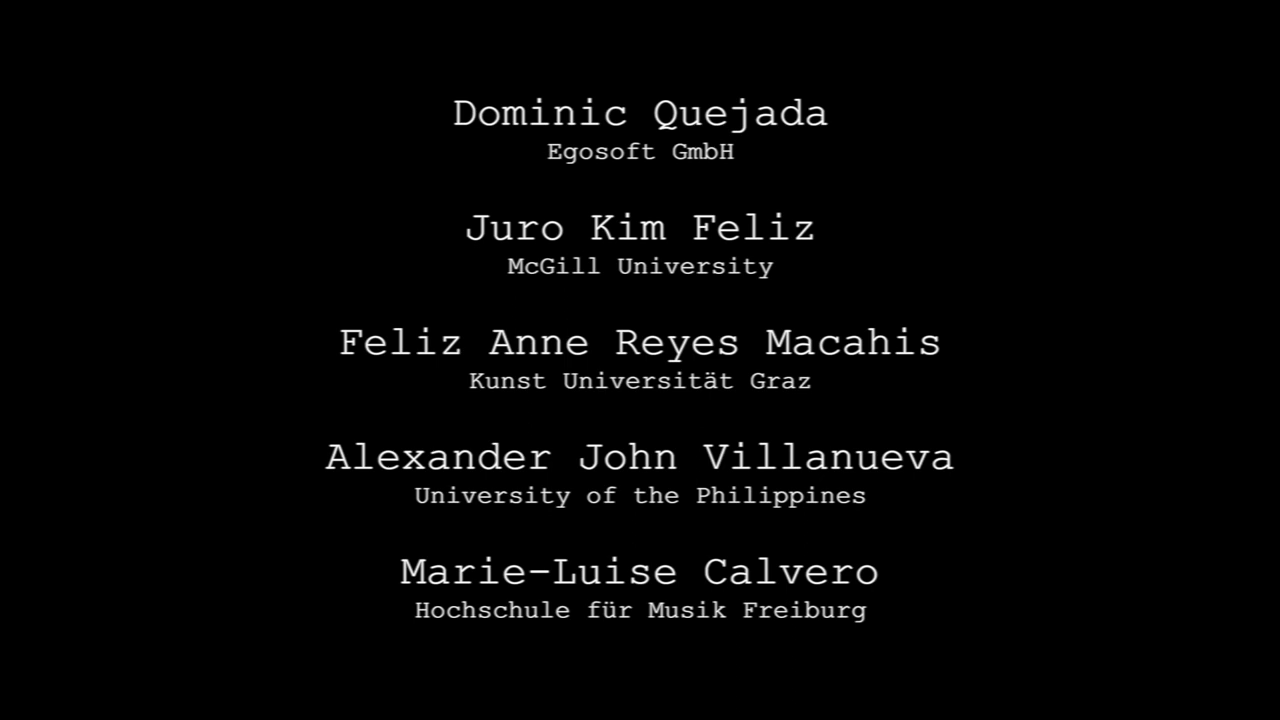 Dominic Quejada
Egosoft GmbH
Juro Kim Feliz
McGill University
Feliz Anne Reyes Macahis
Kunst Universität Graz
Alexander John Villanueva
University of the Philippines
Marie-Luise Calvero
Hochschule für Musik Freiburg